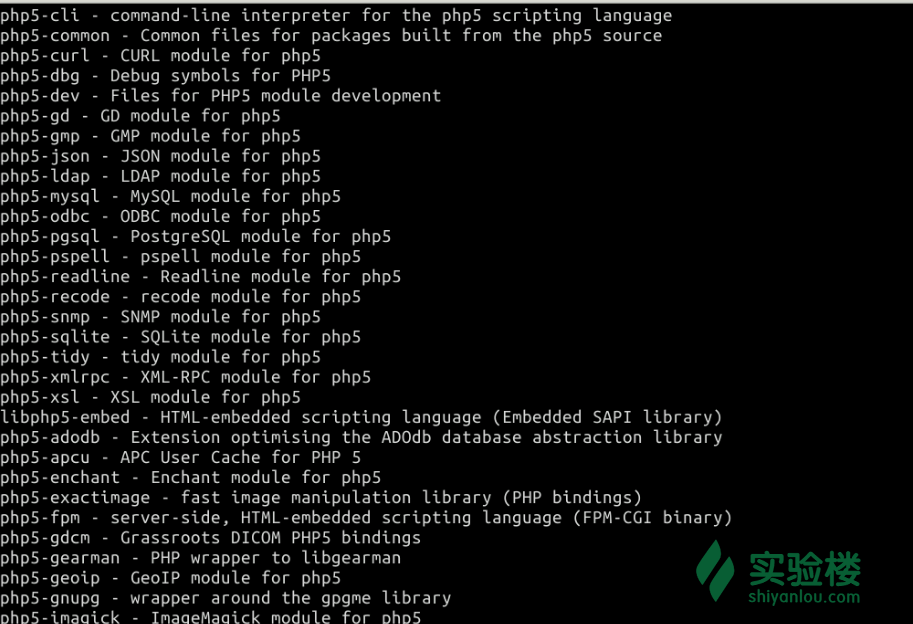 php5-cli - command-line interpreter for the php5 scripting language
php5-common - Common files for packages built from the php5 source
php5-curl - CURL module for php5
php5-dbg - Debug symbols for PHP5
php5-dev - Files for PHP5 module development
php5-gd - GD module for php5
php5-gmp - GMP module for php5
php5-json - JSON module for php5
php5-ldap - LDAP module for php5
php5-mysql - MySQL module for php5
php5-odbc - ODBC module for php5
php5-pgsql - PostgreSQL module for php5
php5-pspell - pspell module for php5
php5-readline - Readline module for php5
php5-recode - recode module for php5
php5-snmp - SNMP module for php5
php5-sqlite - SQLite module for php5
php5-tidy - tidy module for php5
php5-xmlrpc - XML-RPC module for php5
php5-xsl - XSL module for php5
libphp5-embed - HTML-embedded scripting language (Embedded SAPI library)
php5-adodb - Extension optimising the ADOdb database abstraction library
php5-apcu - APC User Cache for PHP 5
php5-enchant - Enchant module for php5
php5-exactimage - fast image manipulation library (PHP bindings)
php5-fpm - server-side, HTML-embedded scripting language (FPM-CGI binary)
php5-gdcm - Grassroots DICOM PHP5 bindings
php5-gearman - PHP wrapper to libgearman
php5-geoip - GeoIP module for php5
php5-gnupg - wrapper around the gpgme library
php5-imagick - ImageMagick module for php5
实验楼
shiyanlou.com